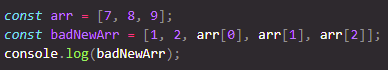 const arr = [7, 8, 9];
const badNewArr = [1, 2, arr[0], arr[1], arr[2]];
console.log(badNewArr);